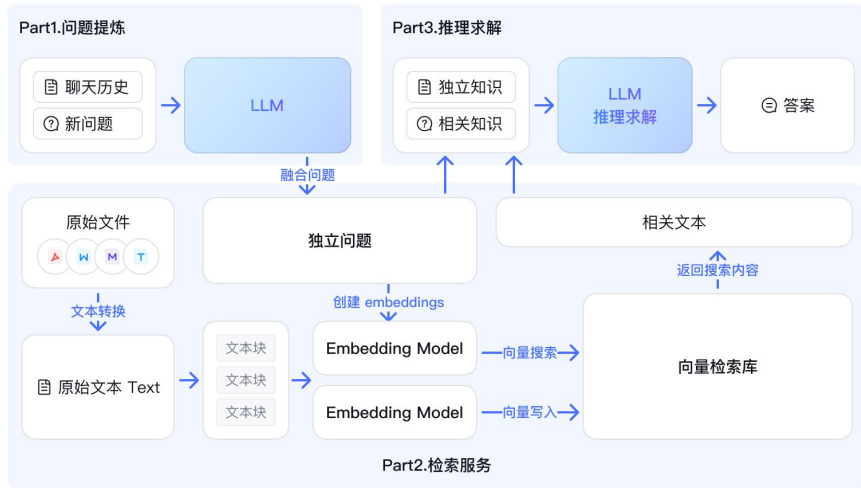 Part1.问题提炼
聊天历史
新问题
LLM
融合问题
Part3.推理求解
独立知识
相关知识
LLM
推理求解
答案
原始文件
W
M
T
文本转换
原始文本 Text
文本块
文本块
文本块
独立问题
创建 embeddings
Embedding Model
Embedding Model
向量搜索
向量写入
相关文本
返回搜索内容
向量检索库
Part2.检索服务